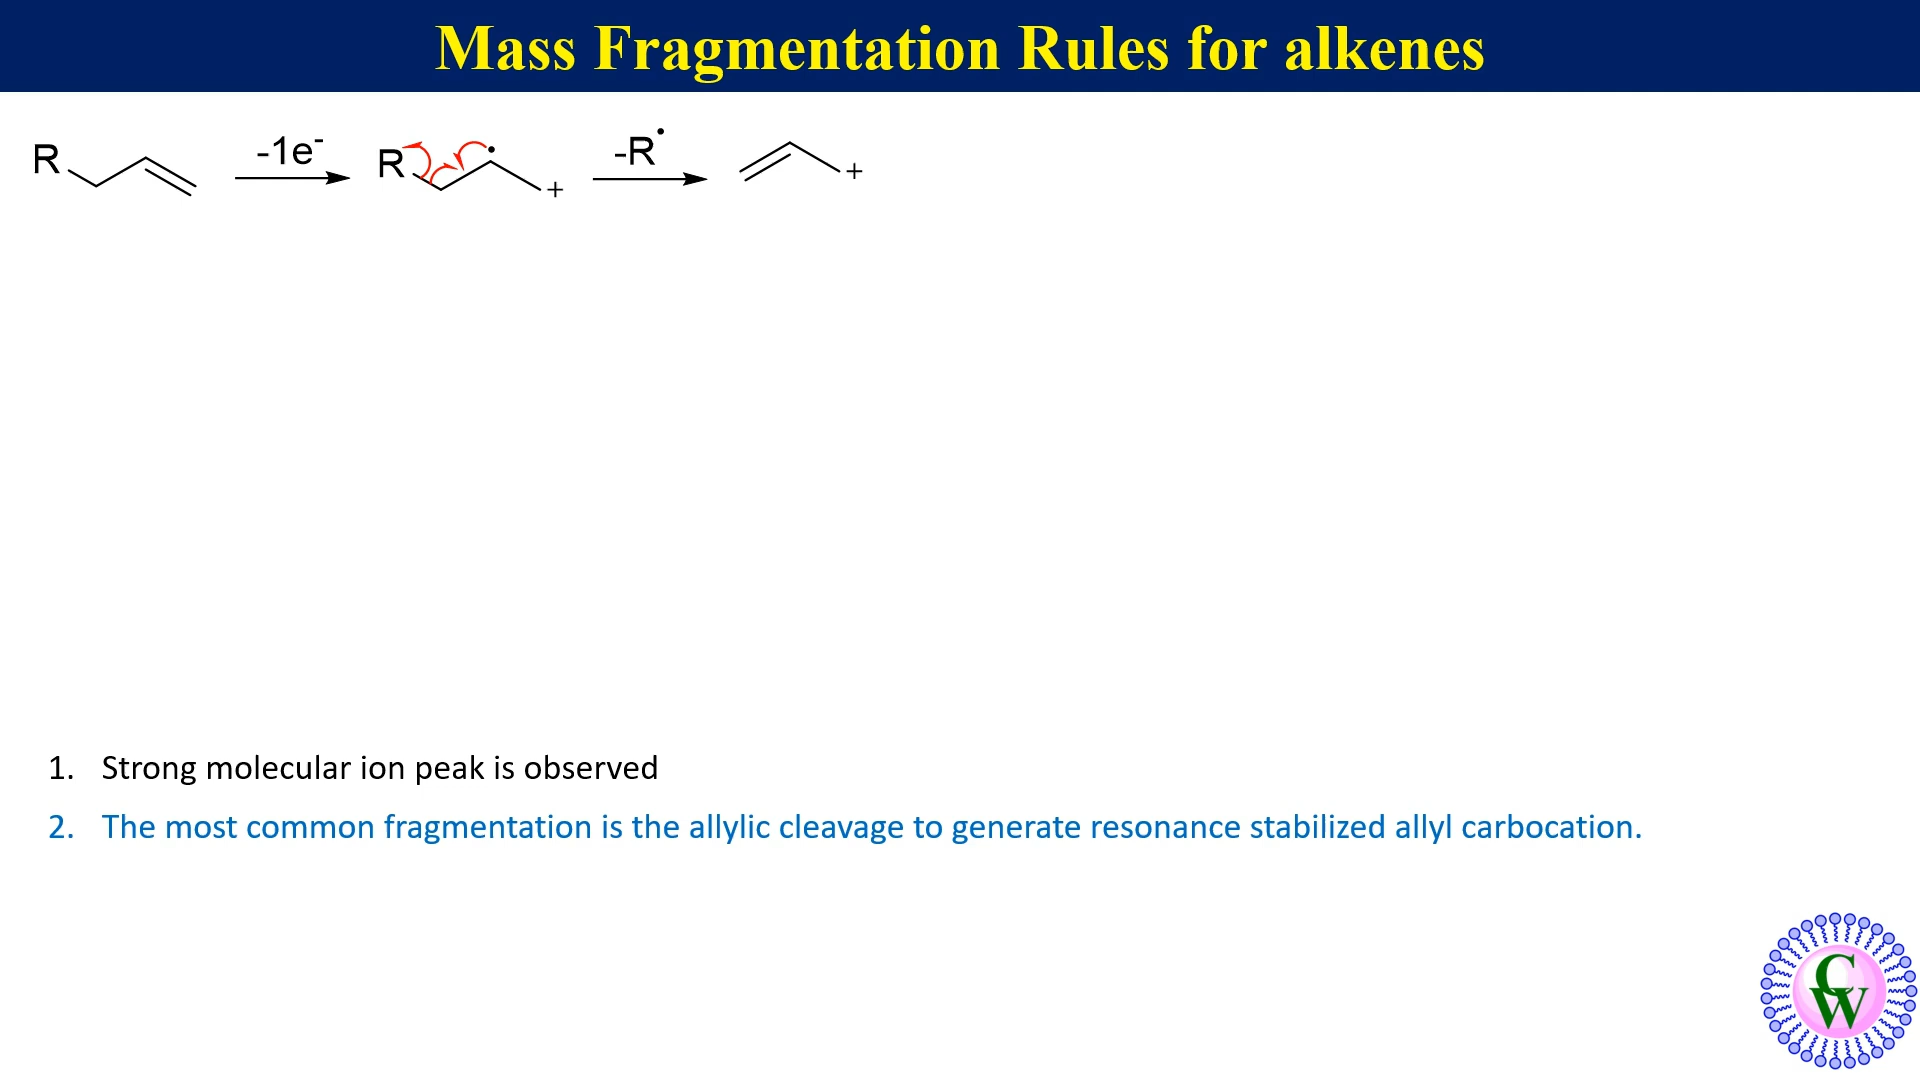 Mass Fragmentation Rules for alkenes
R -1e⁻ R + -R• +
1. Strong molecular ion peak is observed
2. The most common fragmentation is the allylic cleavage to generate resonance stabilized allyl carbocation.
C
W